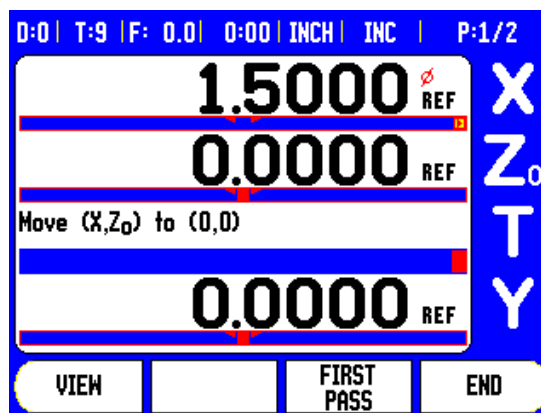 D:0 | T:9 | F: 0.0 | 0:00 | INCH | INC | P:1/2
1.5000 Ø REF X
0.0000 REF Z0
Move (X,Z0) to (0,0)
T
0.0000 REF Y
VIEW FIRST PASS END